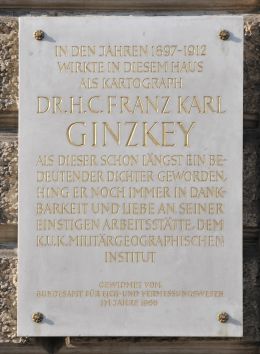 IN DEN JAHREN 1897-1912
WIRKTE IN DIESEM HAUS
ALS KARTOGRAPH
DR.H.C. FRANZ KARL
GINZKEY
ALS DIESER SCHON LÄNGST EIN BE-
DEUTENDER DICHTER GEWORDEN,
HING ER NOCH IMMER IN DANK-
BARKEIT UND LIEBE AN SEINER
EINSTIGEN ARBEITSSTÄTTE, DEM
K.U.K. MILITÄRGEOGRAPHISCHEN
INSTITUT
GEWIDMET VOM
BUNDESAMT FÜR EICH-UND VERMESSUNGSWESEN
IM JAHRE